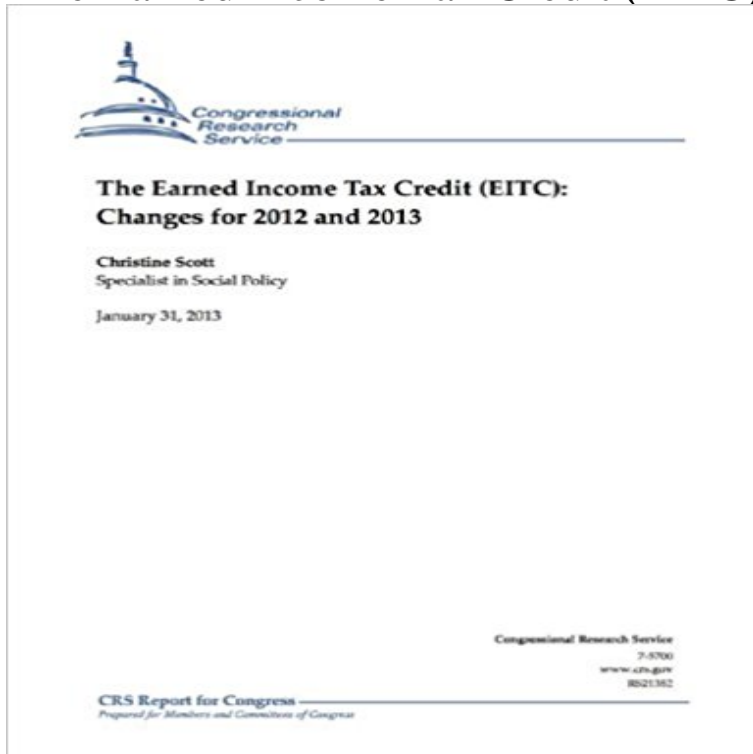 Congressional
Research
Service
The Earned Income Tax Credit (EITC):
Changes for 2012 and 2013
Christine Scott
Specialist in Social Policy
January 31, 2013
Congressional Research Service
7-5700
www.crs.gov
RS21352
CRS Report for Congress
Prepared for Members and Committees of Congress